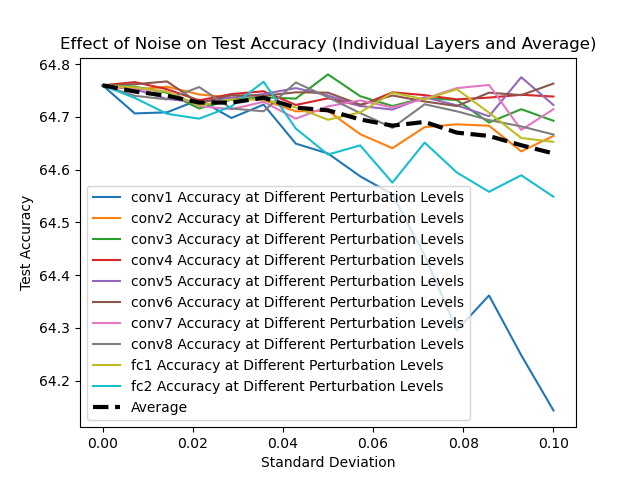 Effect of Noise on Test Accuracy (Individual Layers and Average)
64.8
64.7
64.6
64.5
64.4
64.3
64.2
Test Accuracy
conv1 Accuracy at Different Perturbation Levels
conv2 Accuracy at Different Perturbation Levels
conv3 Accuracy at Different Perturbation Levels
conv4 Accuracy at Different Perturbation Levels
conv5 Accuracy at Different Perturbation Levels
conv6 Accuracy at Different Perturbation Levels
conv7 Accuracy at Different Perturbation Levels
conv8 Accuracy at Different Perturbation Levels
fc1 Accuracy at Different Perturbation Levels
fc2 Accuracy at Different Perturbation Levels
Average
0.00 0.02 0.04 0.06 0.08 0.10
Standard Deviation